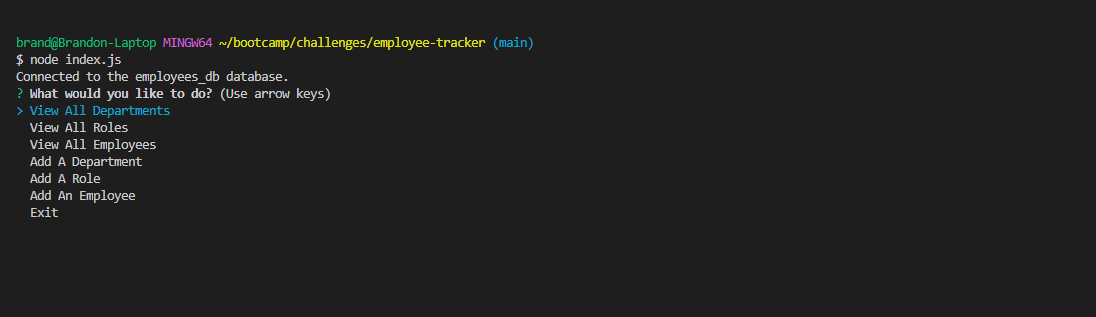 brand@Brandon-Laptop MINGW64 ~/bootcamp/challenges/employee-tracker (main)
$ node index.js
Connected to the employees_db database.
? What would you like to do? (Use arrow keys)
> View All Departments
View All Roles
View All Employees
Add A Department
Add A Role
Add An Employee
Exit